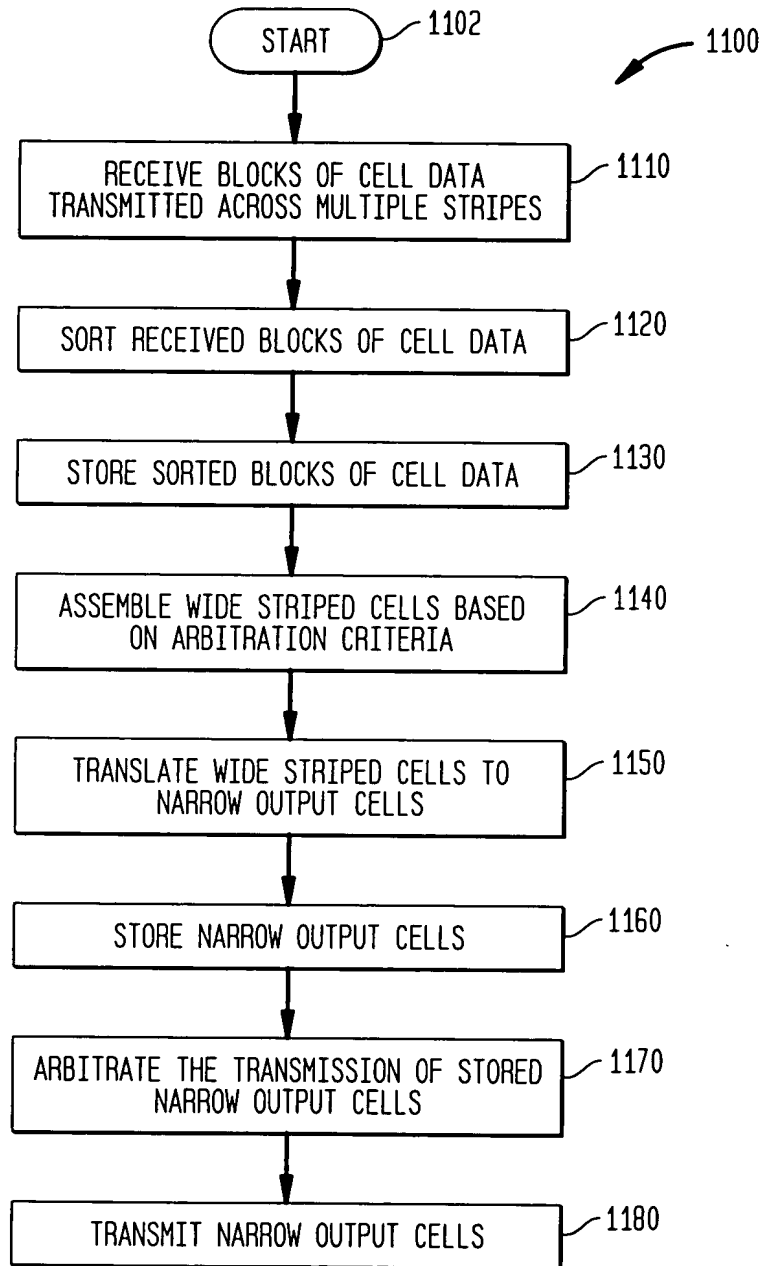 START
1102
1100
RECEIVE BLOCKS OF CELL DATA
TRANSMITTED ACROSS MULTIPLE STRIPES
1110
SORT RECEIVED BLOCKS OF CELL DATA
1120
STORE SORTED BLOCKS OF CELL DATA
1130
ASSEMBLE WIDE STRIPED CELLS BASED
ON ARBITRATION CRITERIA
1140
TRANSLATE WIDE STRIPED CELLS TO
NARROW OUTPUT CELLS
1150
STORE NARROW OUTPUT CELLS
1160
ARBITRATE THE TRANSMISSION OF STORED
NARROW OUTPUT CELLS
1170
TRANSMIT NARROW OUTPUT CELLS
1180